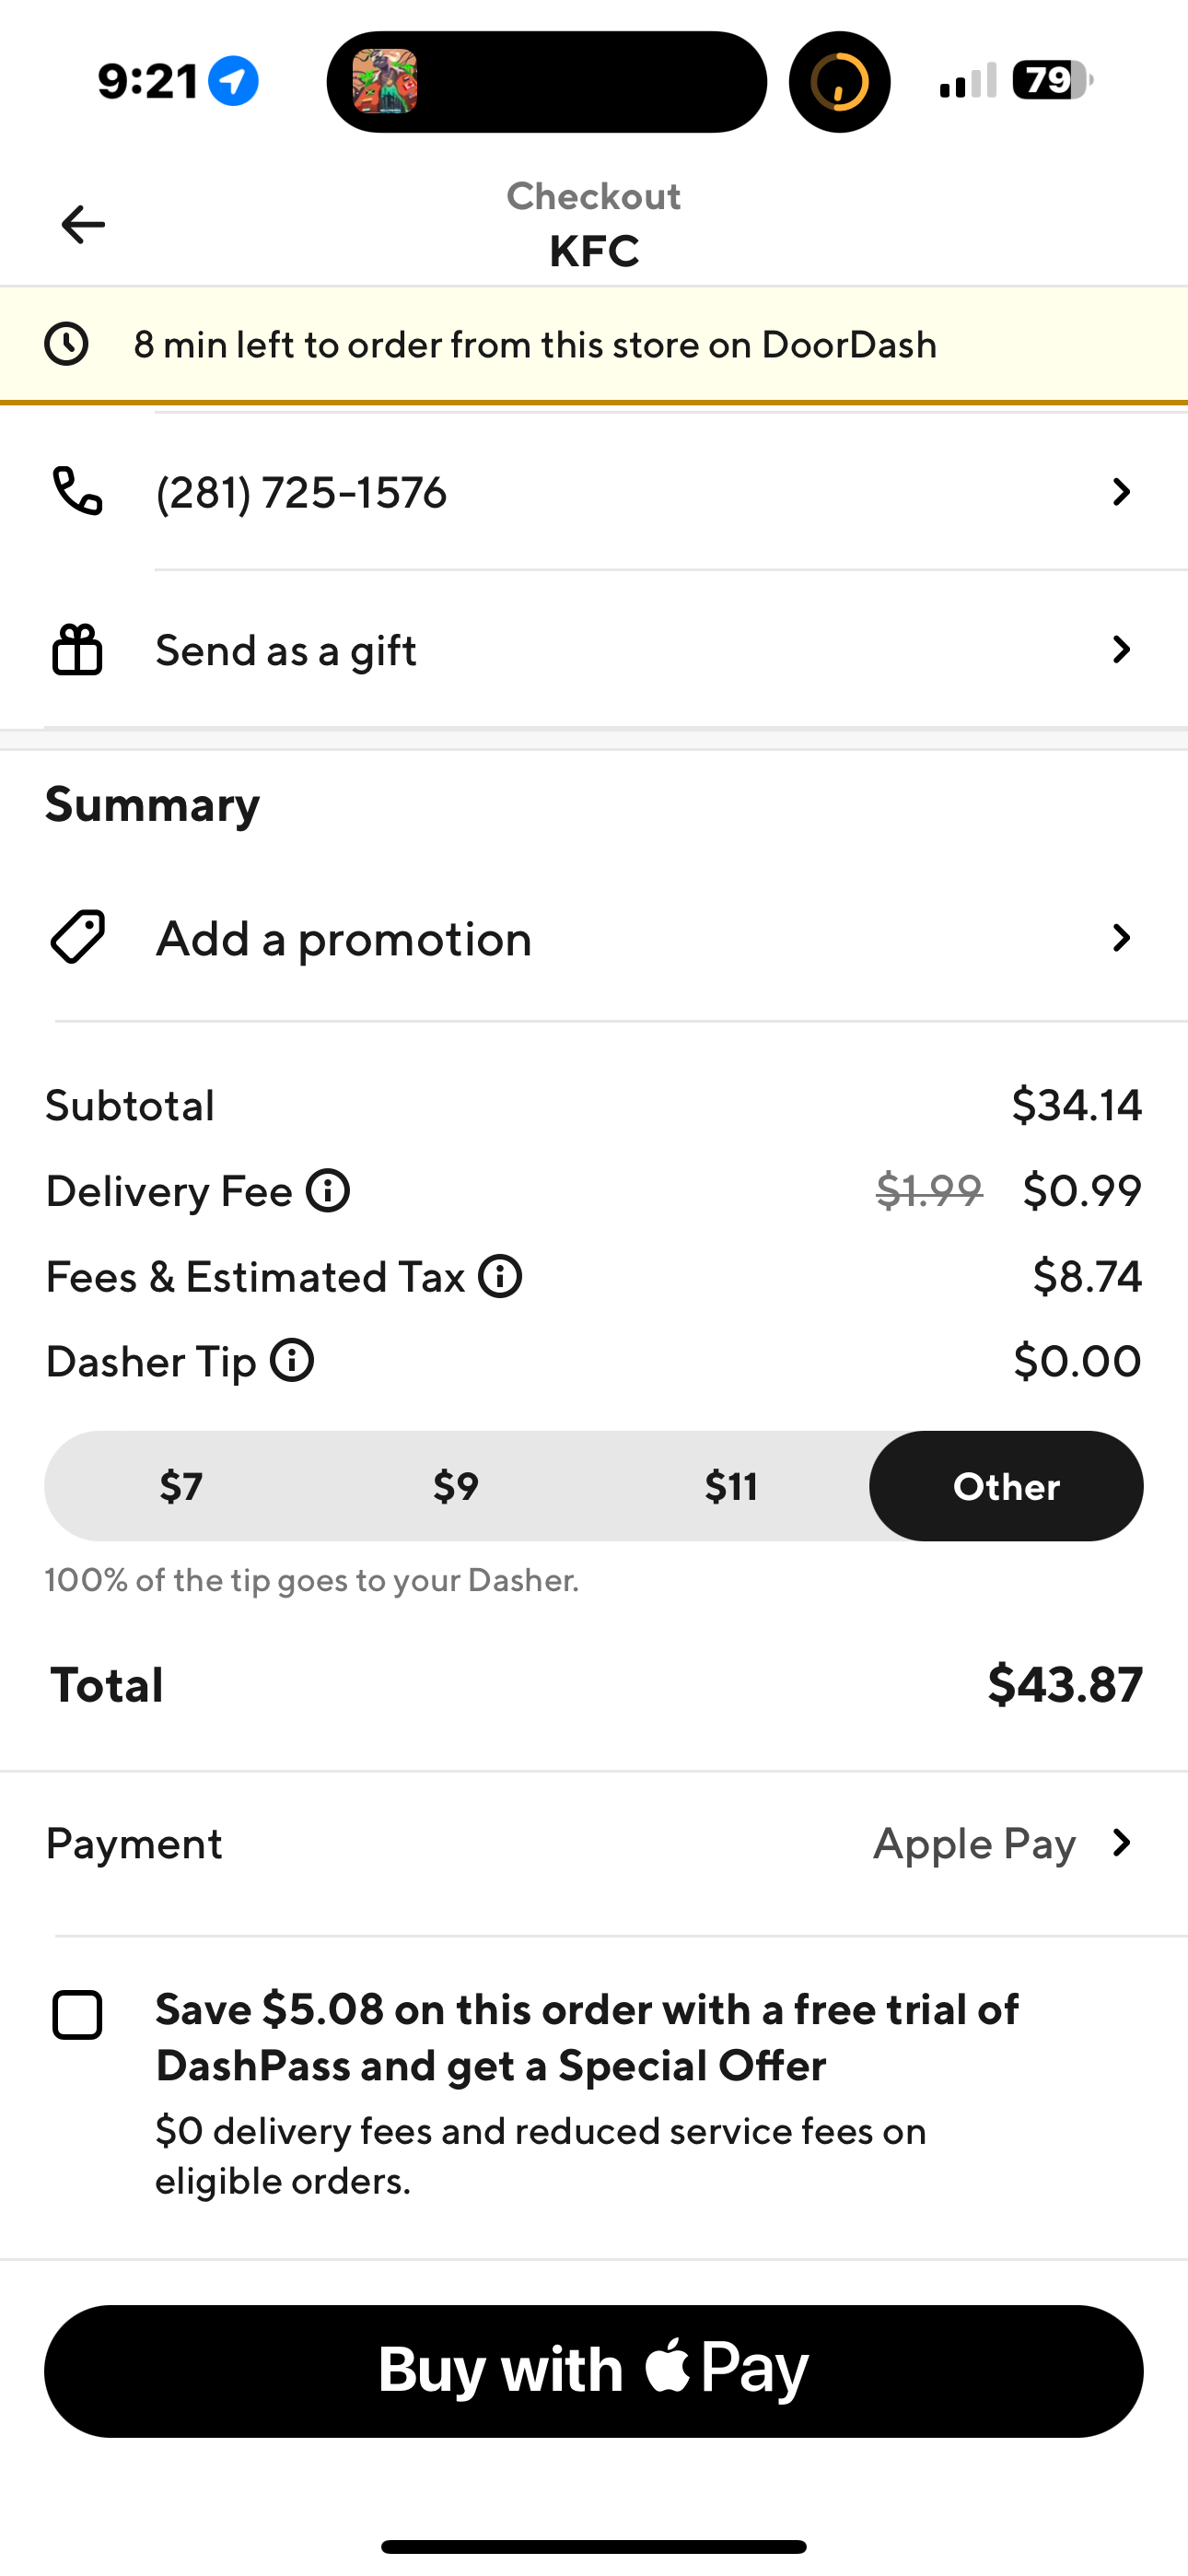 9:21
79
Checkout
KFC
8 min left to order from this store on DoorDash
(281) 725-1576
Send as a gift
Summary
Add a promotion
Subtotal $34.14
Delivery Fee $1.99 $0.99
Fees & Estimated Tax $8.74
Dasher Tip $0.00
$7 $9 $11 Other
100% of the tip goes to your Dasher.
Total $43.87
Payment Apple Pay
Save $5.08 on this order with a free trial of
DashPass and get a Special Offer
$0 delivery fees and reduced service fees on
eligible orders.
Buy with Pay